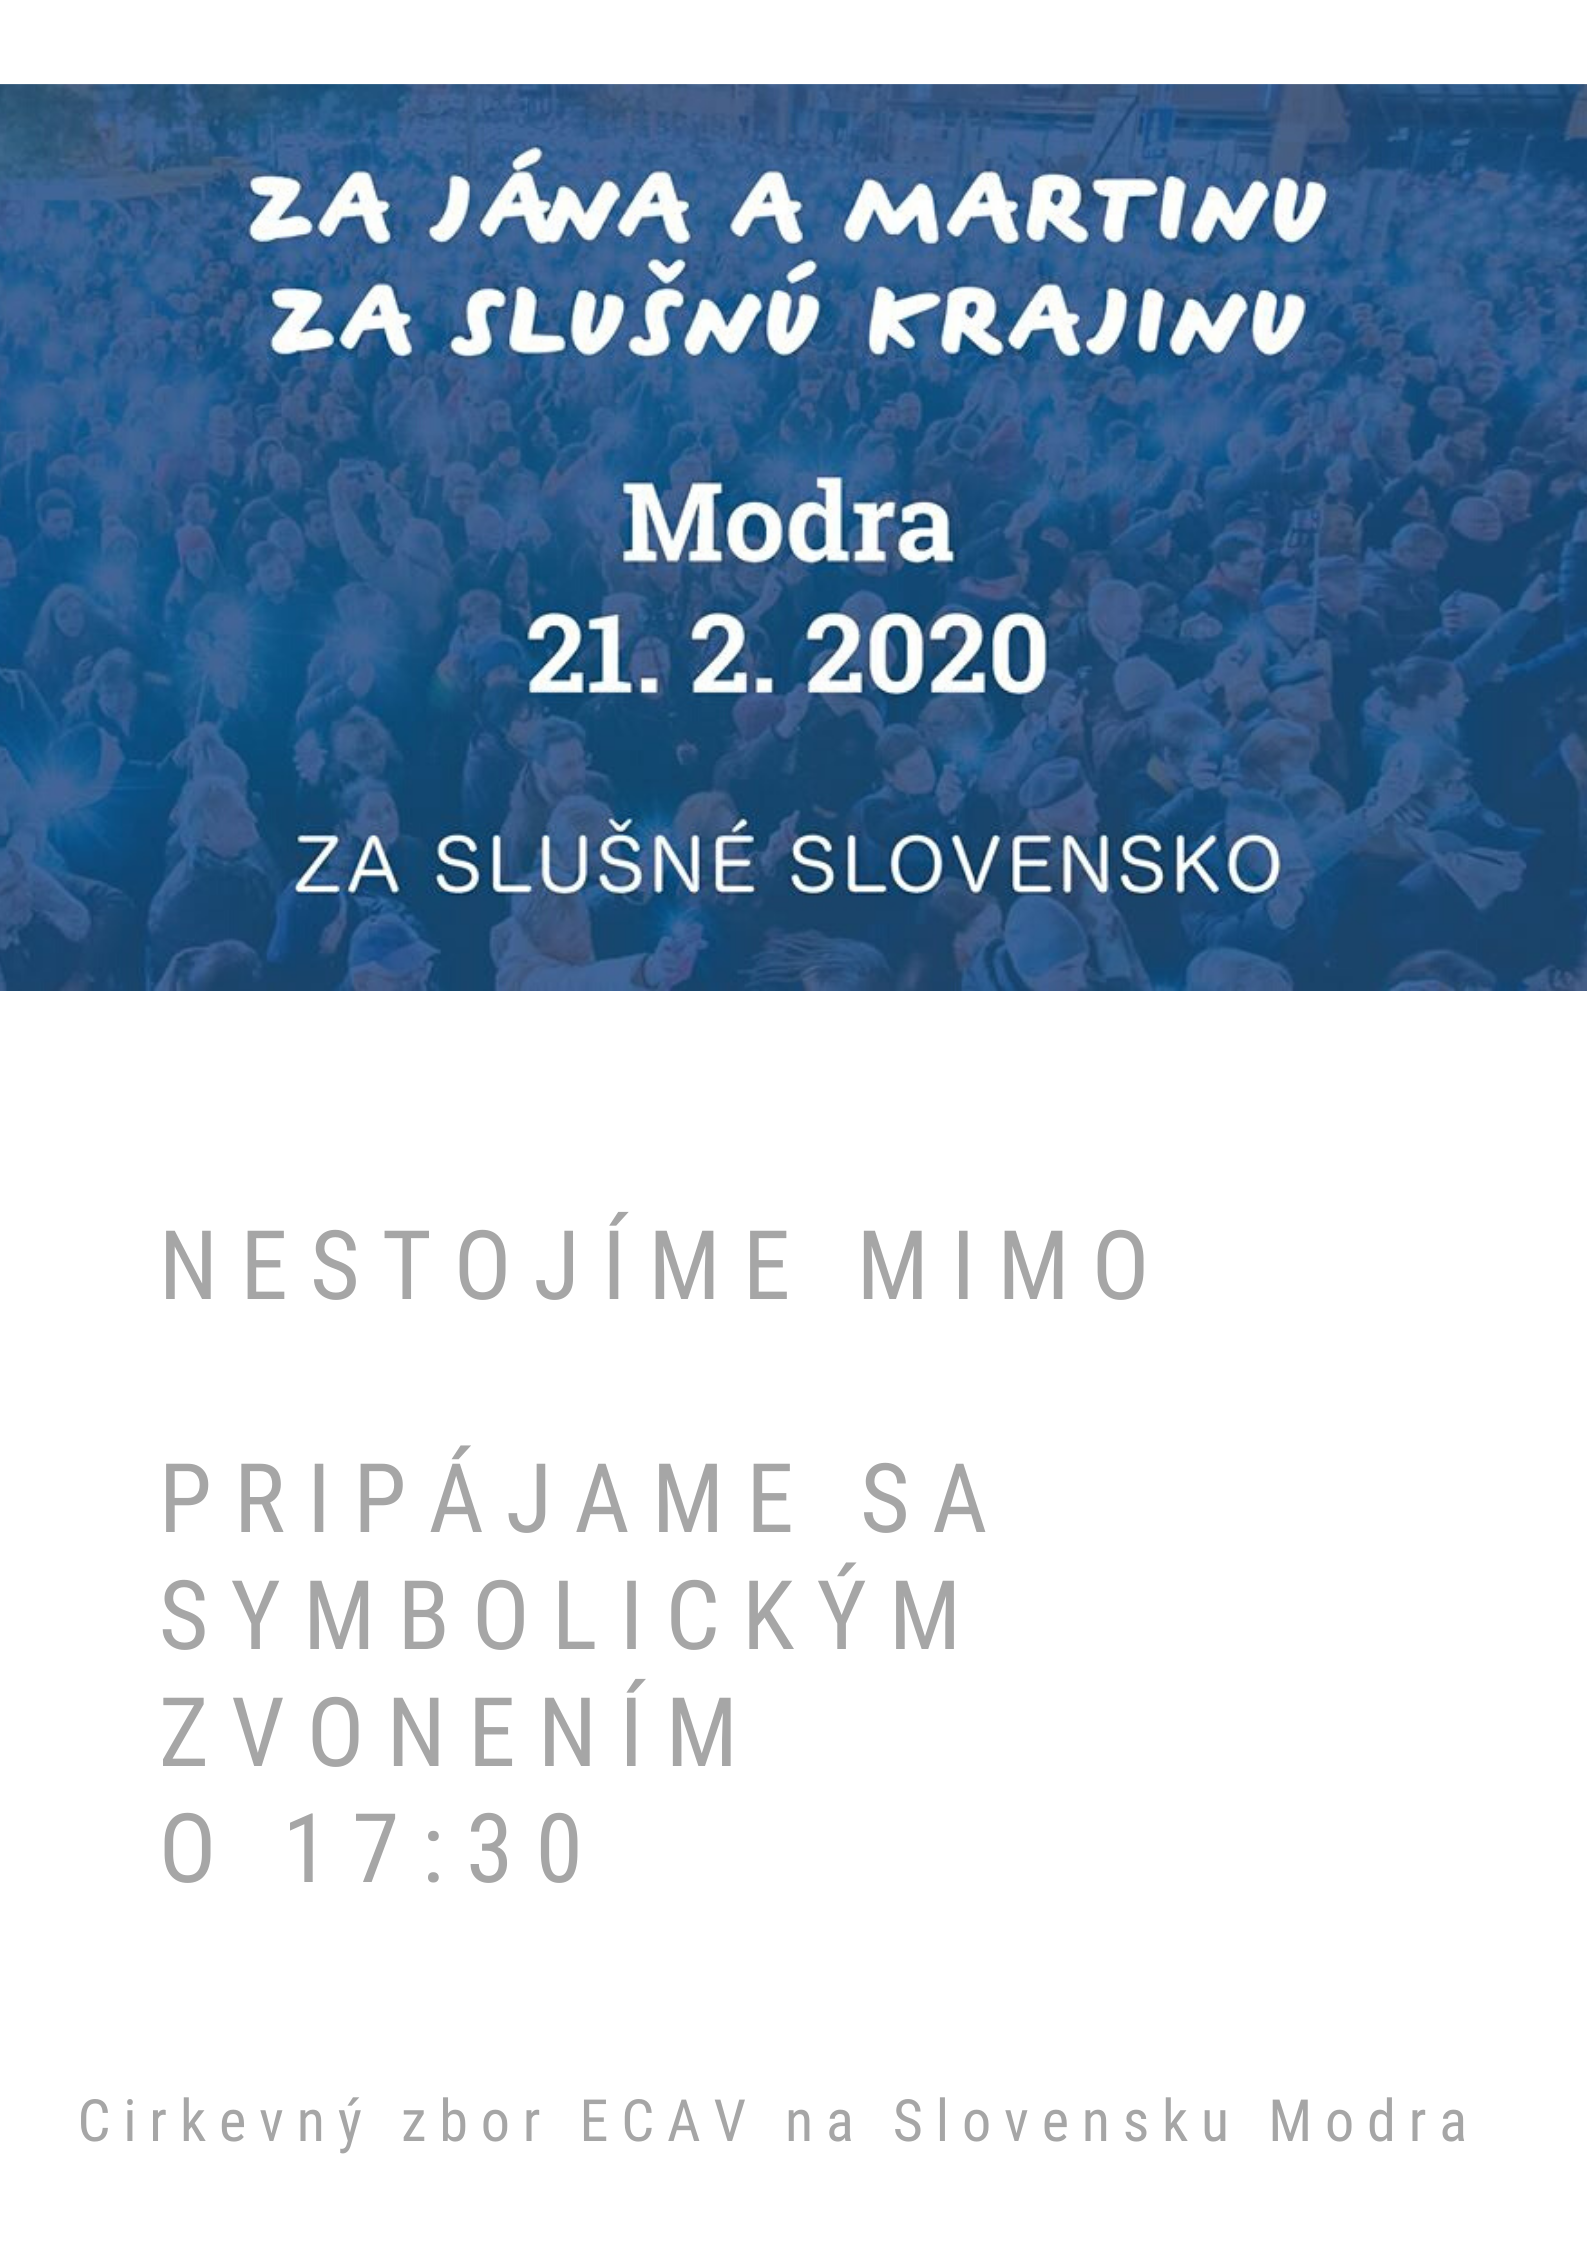 ZA JÁNA A MARTINU
ZA SLUŠNÚ KRAJINU
Modra
21. 2. 2020
ZA SLUŠNÉ SLOVENSKO
NESTOJÍME MIMO
PRIPÁJAME SA
SYMBOLICKÝM
ZVONENÍM
O 17:30
Cirkevný zbor ECAV na Slovensku Modra